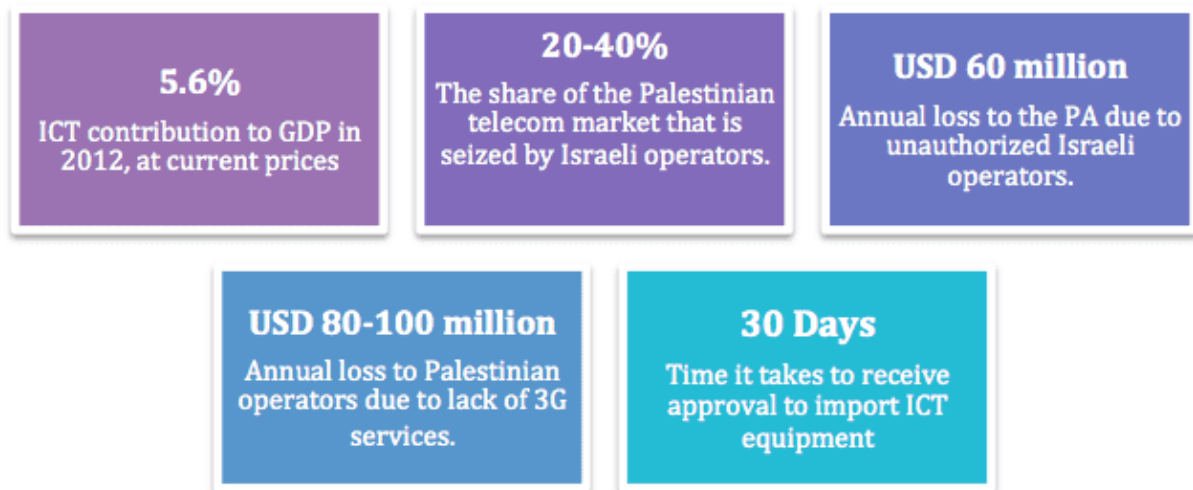 5.6%
ICT contribution to GDP in
2012, at current prices
20-40%
The share of the Palestinian
telecom market that is
seized by Israeli operators.
USD 60 million
Annual loss to the PA due to
unauthorized Israeli
operators.
USD 80-100 million
Annual loss to Palestinian
operators due to lack of 3G
services.
30 Days
Time it takes to receive
approval to import ICT
equipment